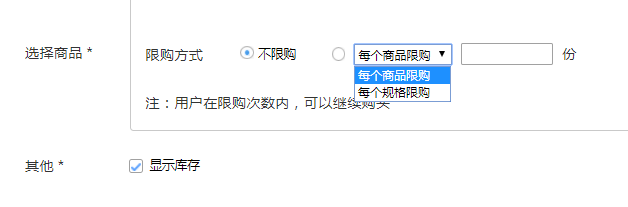 选择商品 * 限购方式 不限购 每个商品限购 份
每个商品限购
每个规格限购
注：用户在限购次数内，可以继续购买
其他 * 显示库存